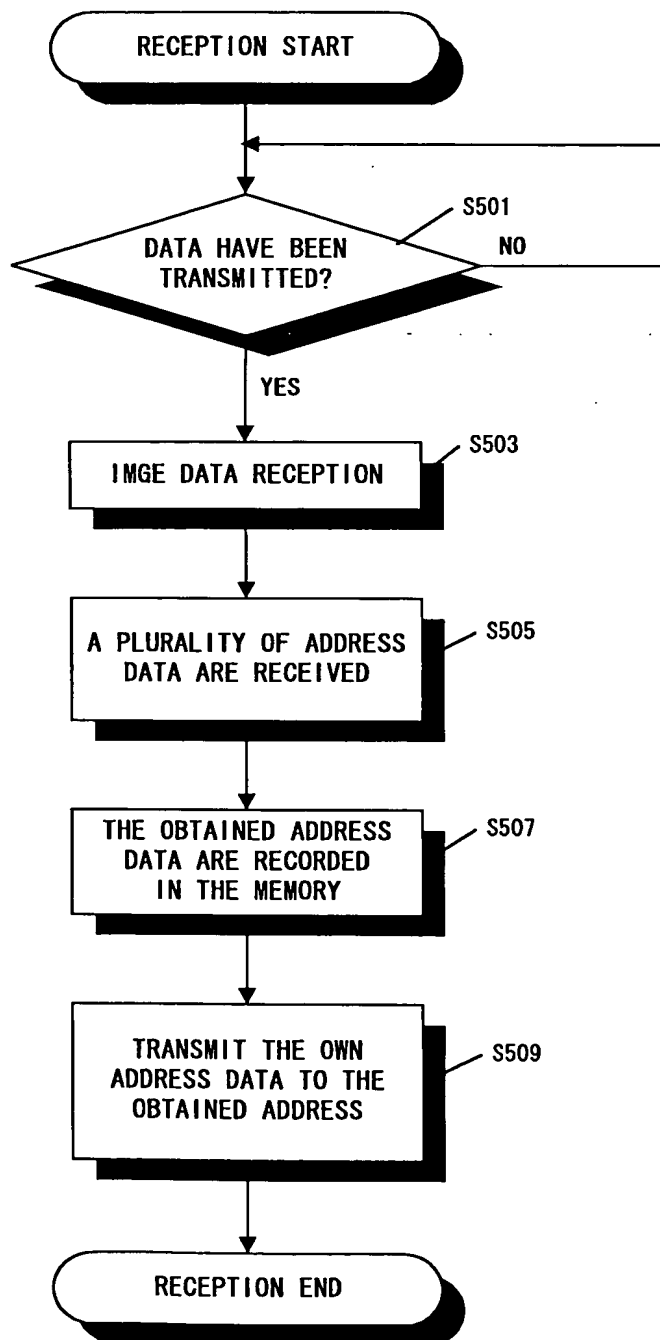 RECEPTION START
S501
DATA HAVE BEEN
TRANSMITTED?
NO
YES
S503
IMGE DATA RECEPTION
S505
A PLURALITY OF ADDRESS
DATA ARE RECEIVED
S507
THE OBTAINED ADDRESS
DATA ARE RECORDED
IN THE MEMORY
S509
TRANSMIT THE OWN
ADDRESS DATA TO THE
OBTAINED ADDRESS
RECEPTION END